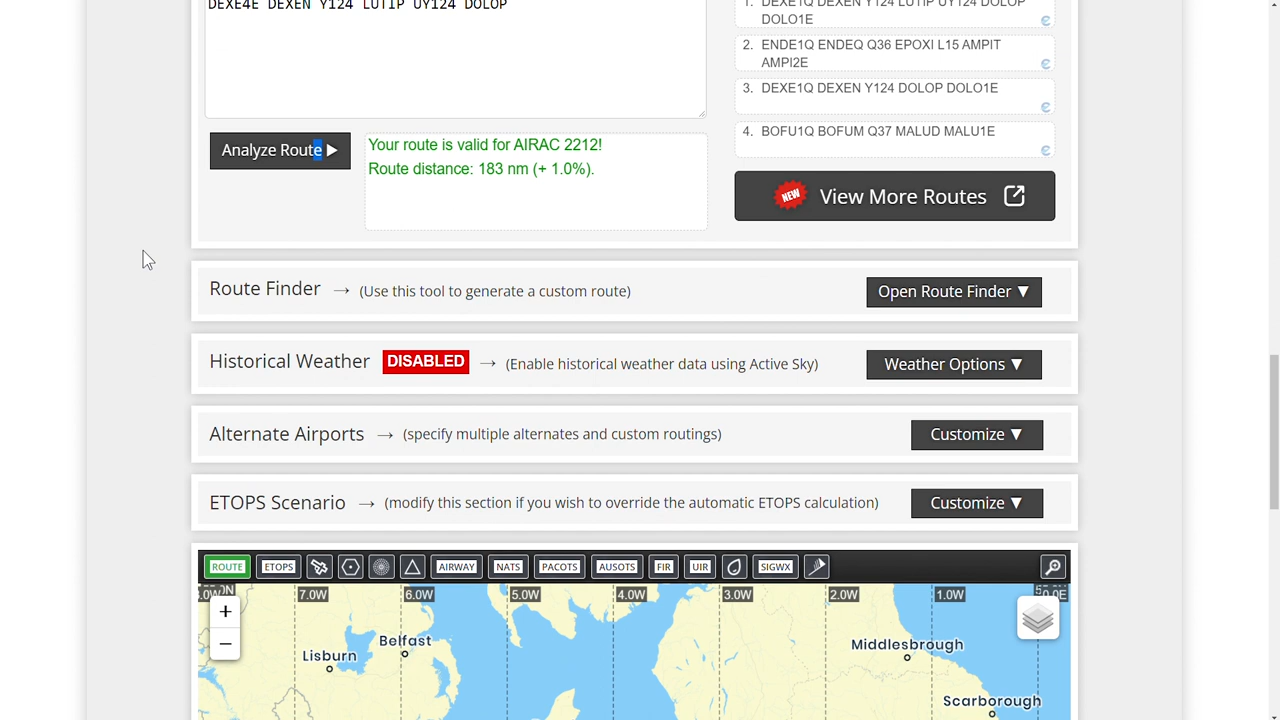 DEXE4E DEXEN Y124 LUTIP UY124 DOLOP
1. DEXE1Q DEXEN Y124 LUTIP UY124 DOLOP
DOLO1E
2. ENDE1Q ENDEQ Q36 EPOXI L15 AMPIT
AMPI2E
3. DEXE1Q DEXEN Y124 DOLOP DOLO1E
4. BOFU1Q BOFUM Q37 MALUD MALU1E
Analyze Route ▶
Your route is valid for AIRAC 2212!
Route distance: 183 nm (+ 1.0%).
NEW View More Routes
Route Finder → (Use this tool to generate a custom route)
Open Route Finder ▼
Historical Weather DISABLED → (Enable historical weather data using Active Sky)
Weather Options ▼
Alternate Airports → (specify multiple alternates and custom routings)
Customize ▼
ETOPS Scenario → (modify this section if you wish to override the automatic ETOPS calculation)
Customize ▼
ROUTE ETOPS AIRWAY NATS PACOTS AUSOTS FIR UIR SIGWX
7.0W 6.0W 5.0W 4.0W 3.0W 2.0W 1.0W
+
−
Belfast
Lisburn
Middlesbrough
Scarborough